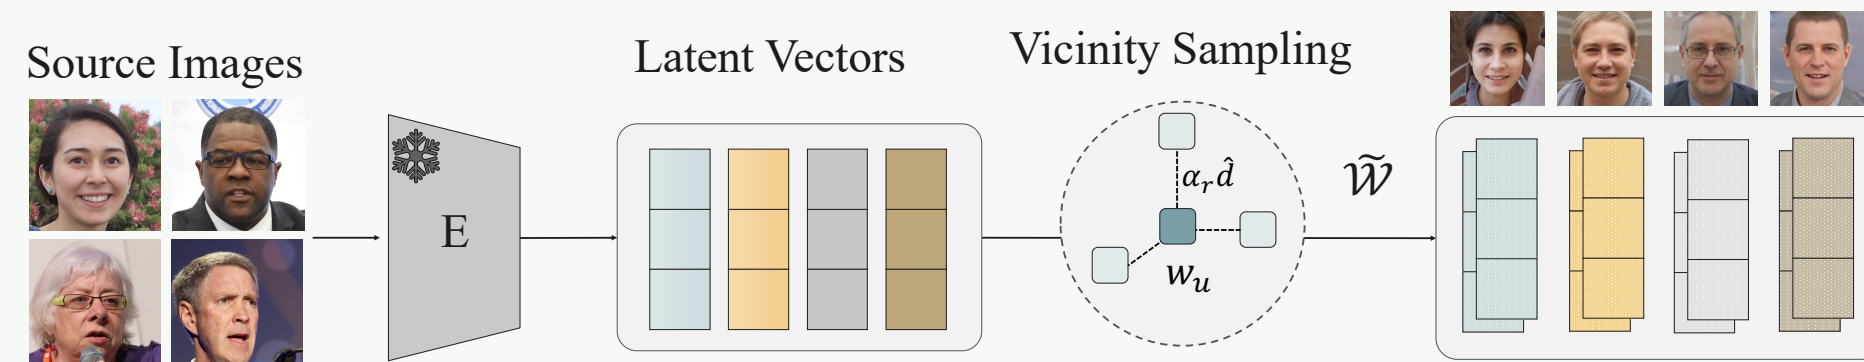 Source Images
E
Latent Vectors
Vicinity Sampling
α_r d̂
w_u
𝒲̃